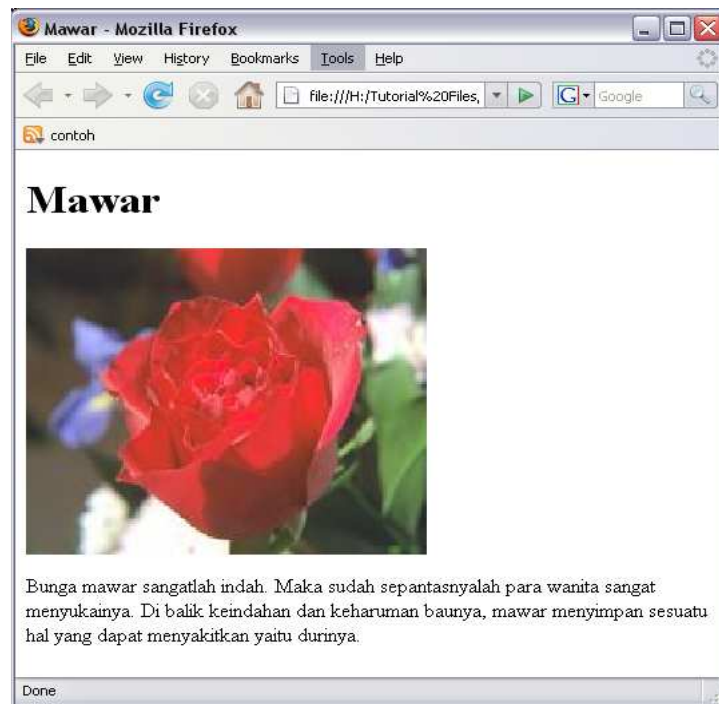 Mawar - Mozilla Firefox
File Edit View History Bookmarks Tools Help
file:///H:/Tutorial%20Files, G Google
contoh
Mawar
Bunga mawar sangatlah indah. Maka sudah sepantasnyalah para wanita sangat
menyukainya. Di balik keindahan dan keharuman baunya, mawar menyimpan sesuatu
hal yang dapat menyakitkan yaitu durinya.
Done